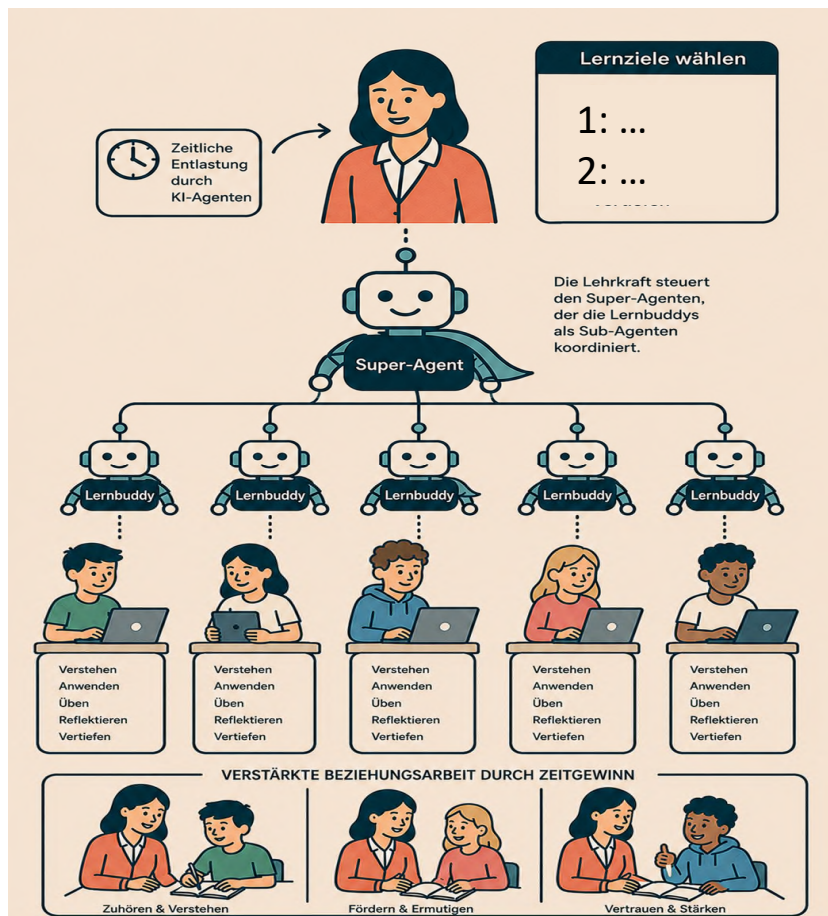 Lernziele wählen
1: ...
2: ...
Zeitliche
Entlastung
durch
KI-Agenten
Die Lehrkraft steuert
den Super-Agenten,
der die Lernbuddys
als Sub-Agenten
koordiniert.
Super-Agent
Lernbuddy Lernbuddy Lernbuddy Lernbuddy Lernbuddy
Verstehen
Anwenden
Üben
Reflektieren
Vertiefen
Verstehen
Anwenden
Üben
Reflektieren
Vertiefen
Verstehen
Anwenden
Üben
Reflektieren
Vertiefen
Verstehen
Anwenden
Üben
Reflektieren
Vertiefen
Verstehen
Anwenden
Üben
Reflektieren
Vertiefen
VERSTÄRKTE BEZIEHUNGSARBEIT DURCH ZEITGEWINN
Zuhören & Verstehen
Fördern & Ermutigen
Vertrauen & Stärken